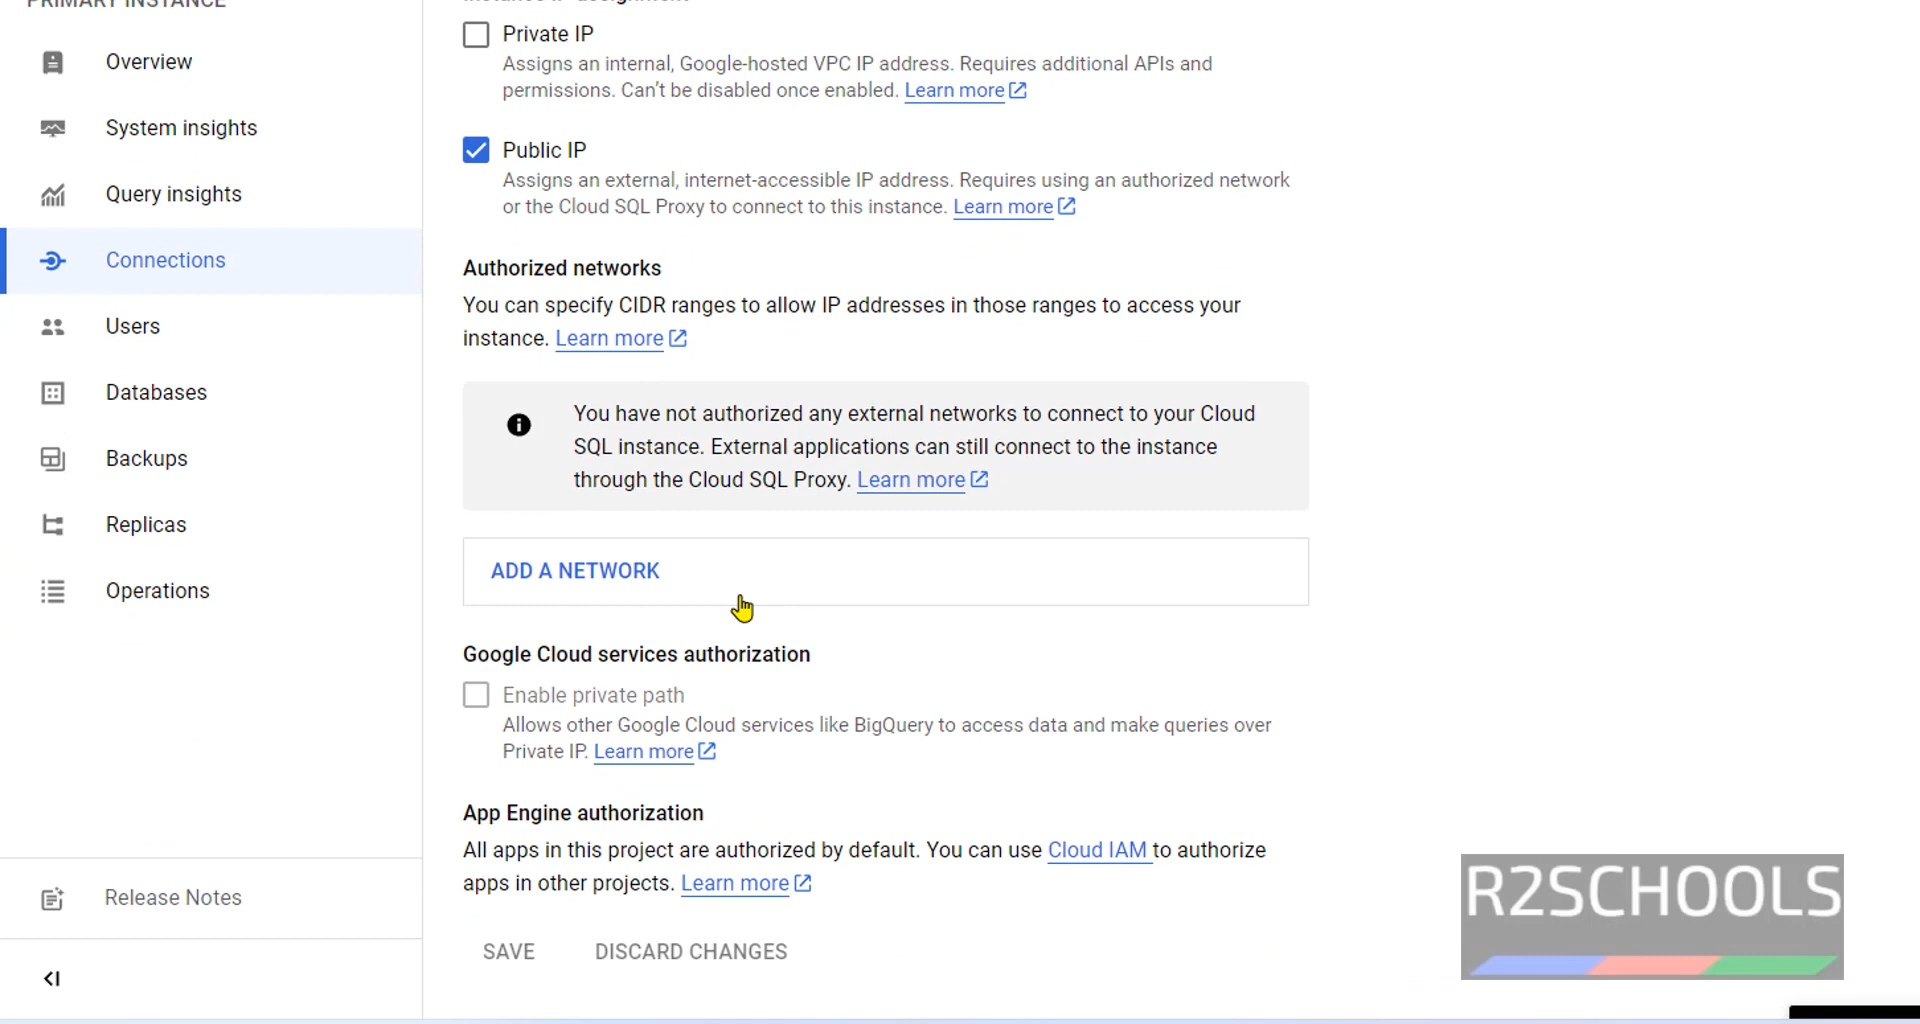 PRIMARY INSTANCE
Overview
System insights
Query insights
Connections
Users
Databases
Backups
Replicas
Operations
Release Notes
Instance IP assignment
Private IP
Assigns an internal, Google-hosted VPC IP address. Requires additional APIs and
permissions. Can't be disabled once enabled. Learn more
Public IP
Assigns an external, internet-accessible IP address. Requires using an authorized network
or the Cloud SQL Proxy to connect to this instance. Learn more
Authorized networks
You can specify CIDR ranges to allow IP addresses in those ranges to access your
instance. Learn more
You have not authorized any external networks to connect to your Cloud
SQL instance. External applications can still connect to the instance
through the Cloud SQL Proxy. Learn more
ADD A NETWORK
Google Cloud services authorization
Enable private path
Allows other Google Cloud services like BigQuery to access data and make queries over
Private IP. Learn more
App Engine authorization
All apps in this project are authorized by default. You can use Cloud IAM to authorize
apps in other projects. Learn more
SAVE DISCARD CHANGES
R2SCHOOLS